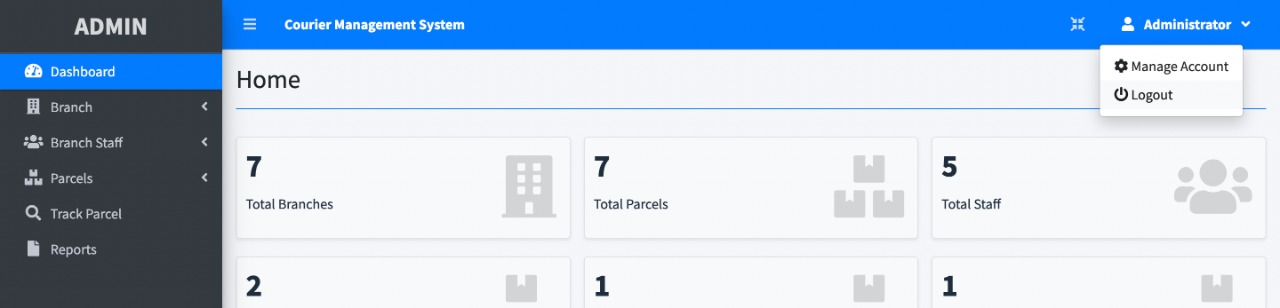 ADMIN
Courier Management System
Administrator
Manage Account
Logout
Dashboard
Branch
Branch Staff
Parcels
Track Parcel
Reports
Home
7
Total Branches
7
Total Parcels
5
Total Staff
2
1
1